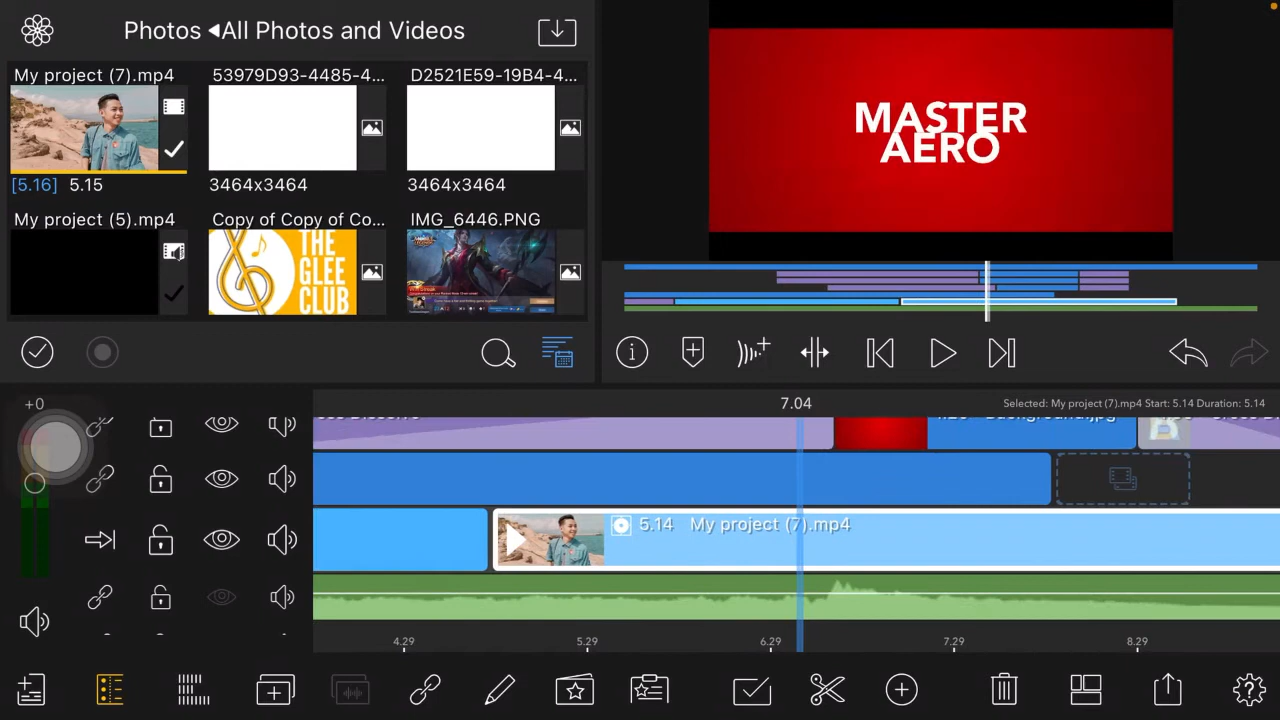 Photos ◂All Photos and Videos
My project (7).mp4
53979D93-4485-4...
D2521E59-19B4-4...
[5.16] 5.15
3464x3464
3464x3464
My project (5).mp4
Copy of Copy of Co...
IMG_6446.PNG
THE
GLEE
CLUB
MASTER
AERO
+0
7.04
Selected: My project (7).mp4 Start: 5.14 Duration: 5.14
5.14 My project (7).mp4
4.29
5.29
6.29
7.29
8.29